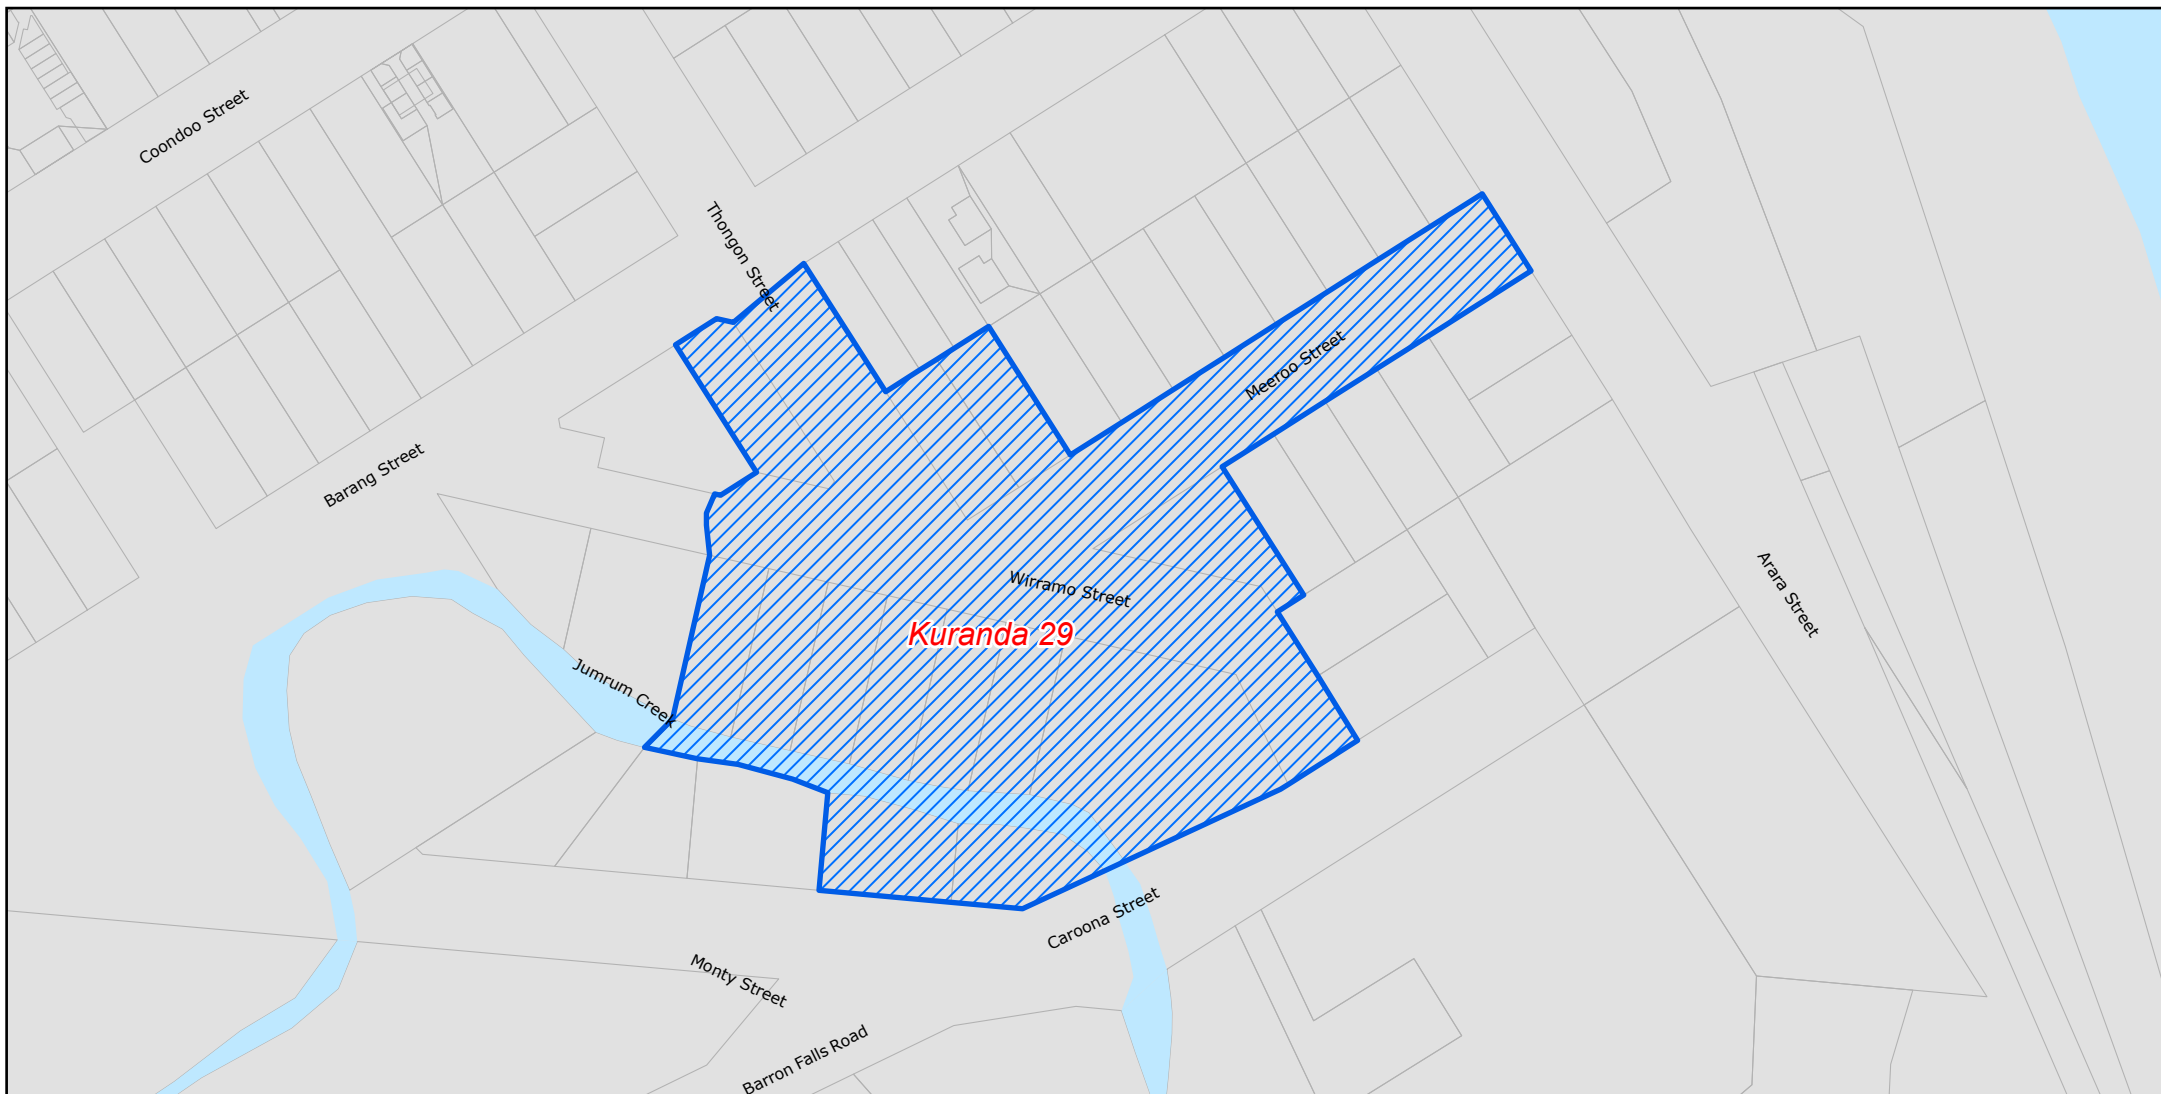 Coondoo Street
Thongon Street
Meeroo Street
Barang Street
Wirramo Street
Arara Street
Kuranda 29
Jumrum Creek
Caroona Street
Monty Street
Barron Falls Road